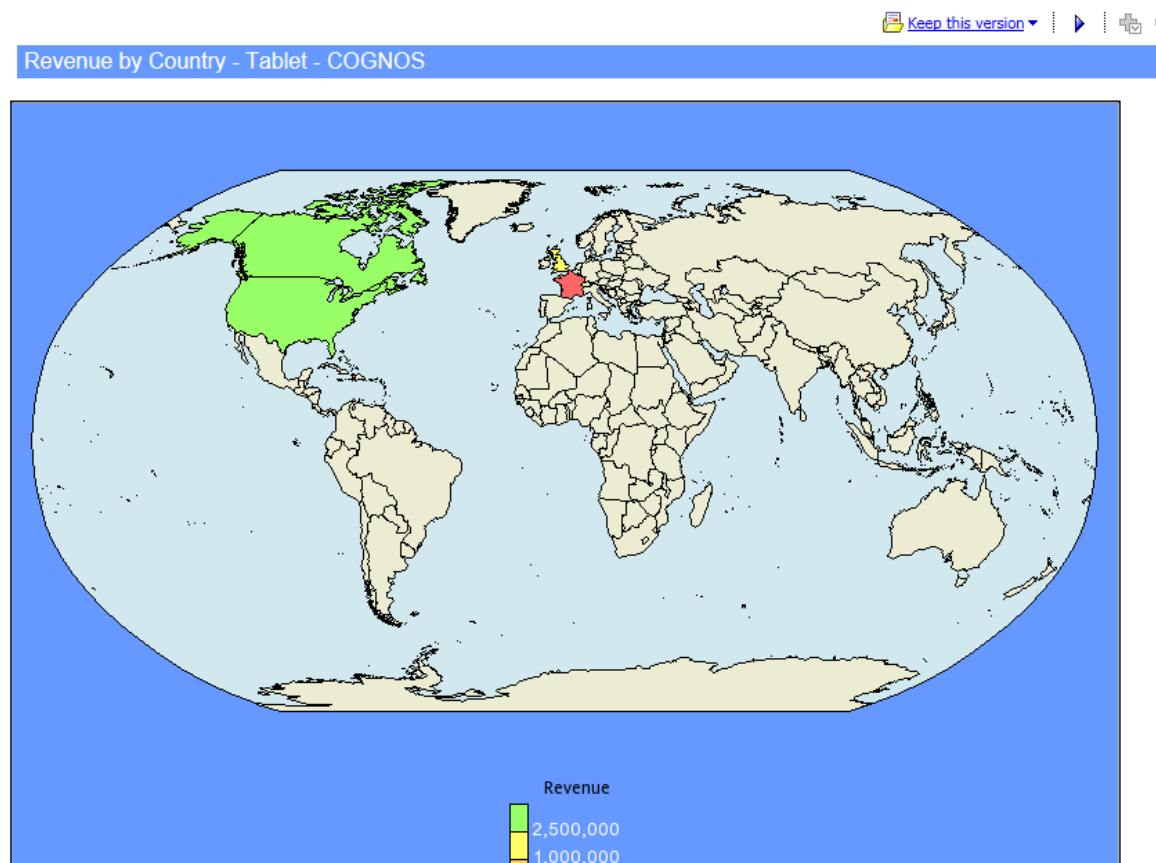 Keep this version
Revenue by Country - Tablet - COGNOS
Revenue
2,500,000
1,000,000